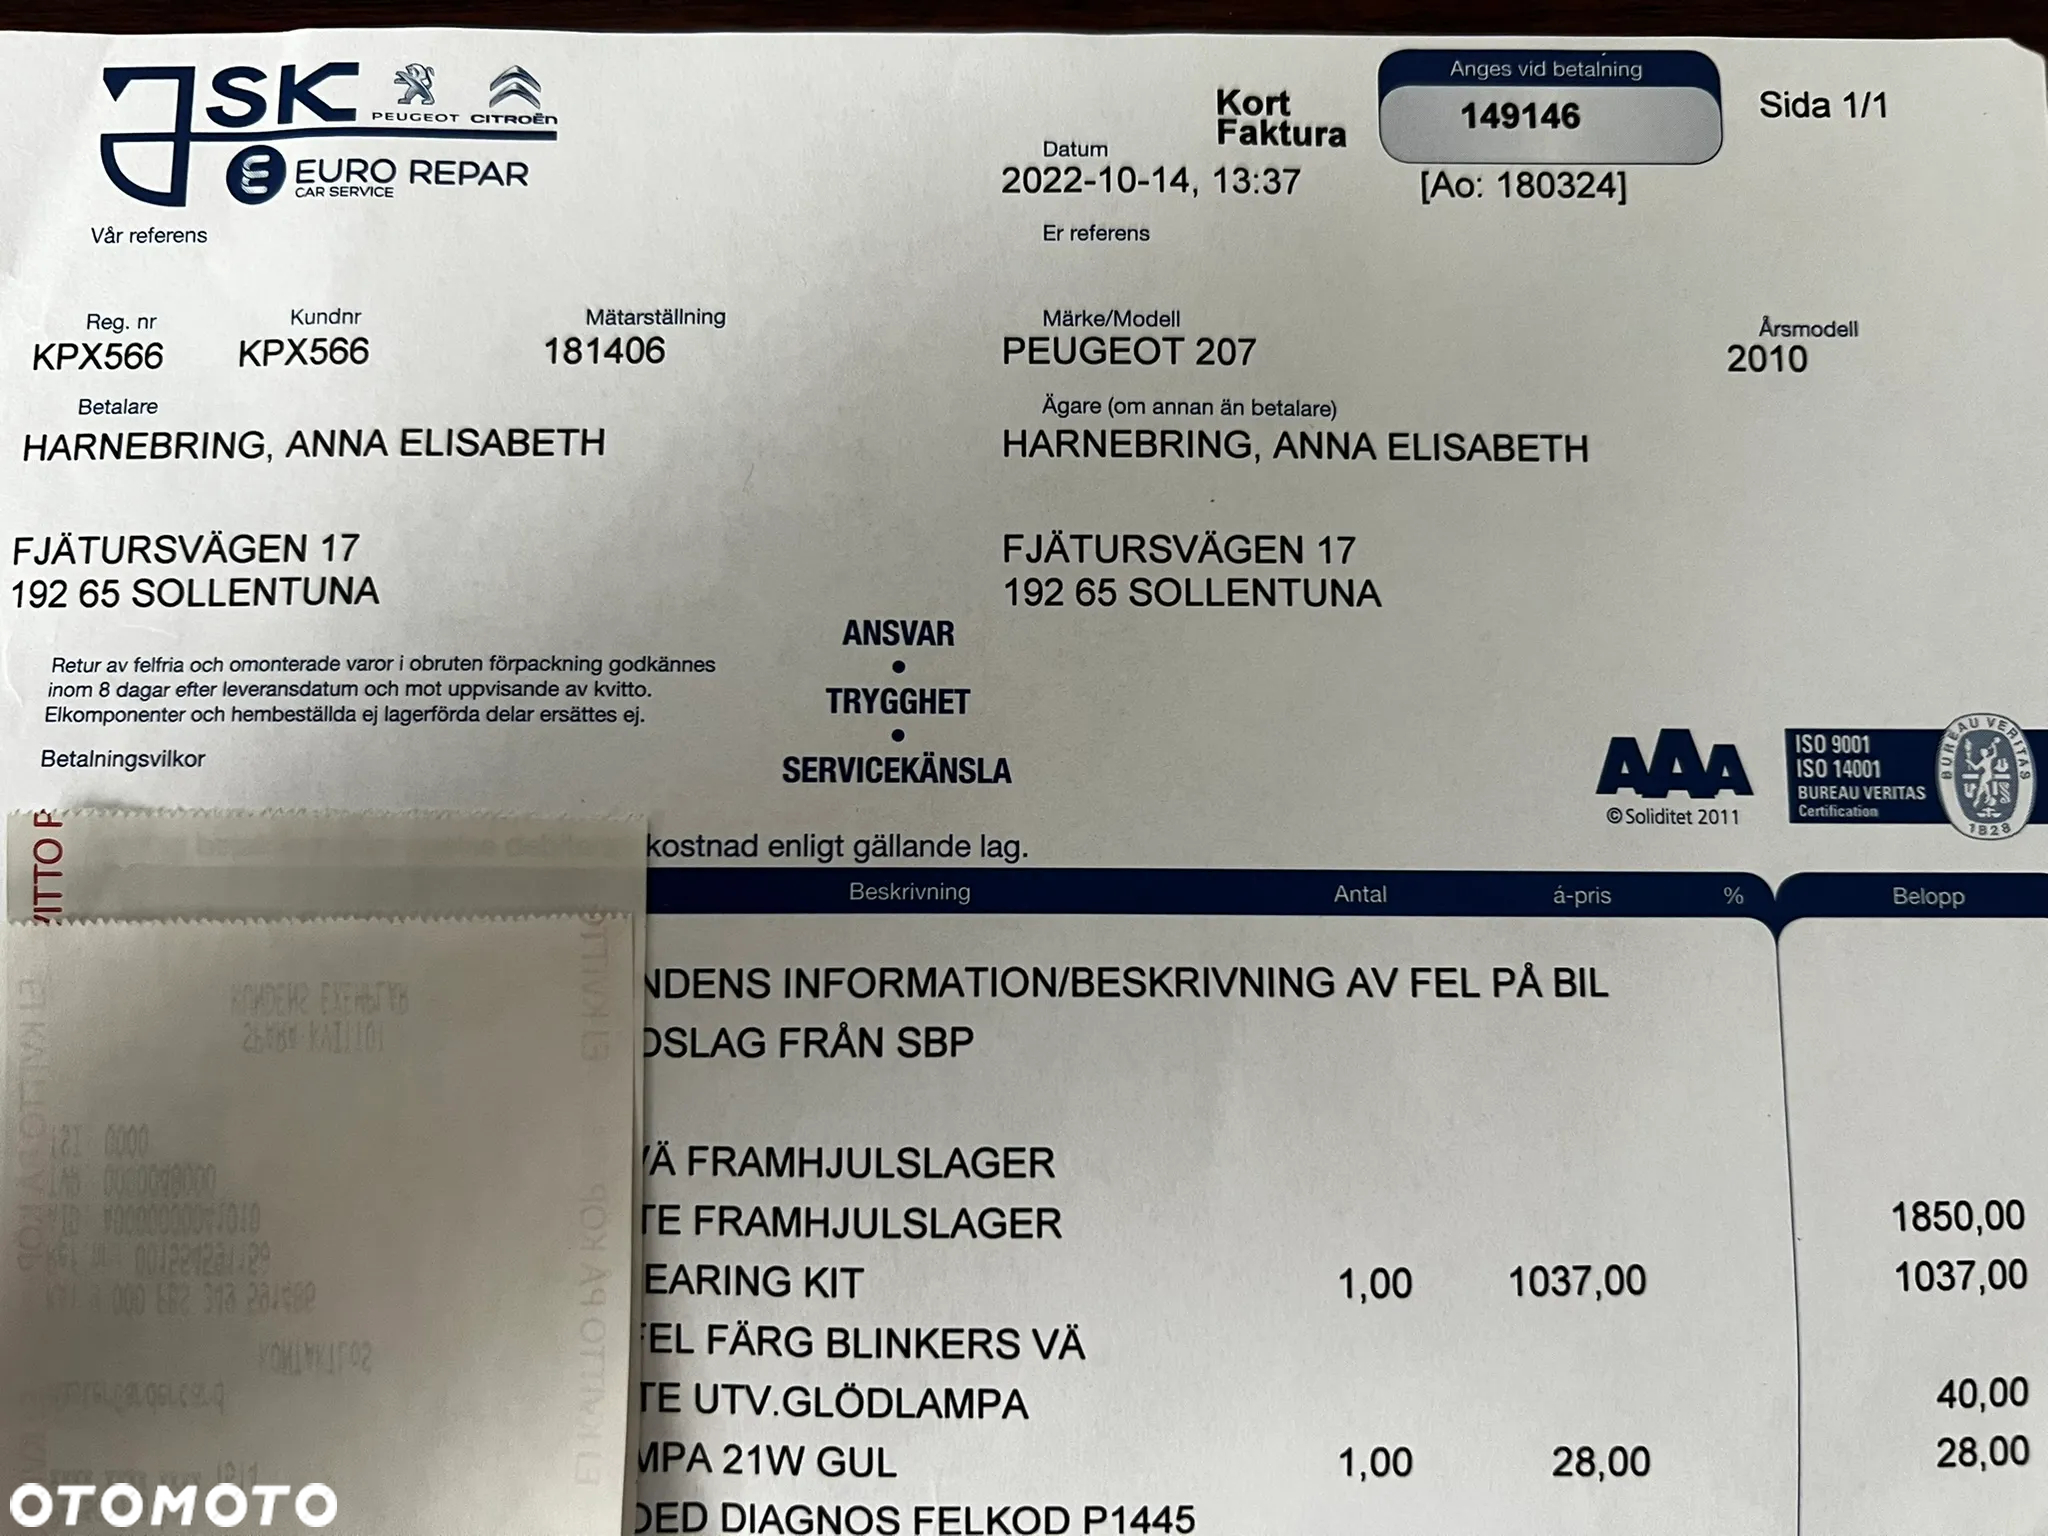 JSK PEUGEOT CITROËN
EURO REPAR
CAR SERVICE
Kort
Faktura
Anges vid betalning
149146
Sida 1/1
Datum
2022-10-14, 13:37
[Ao: 180324]
Vår referens
Er referens
Reg. nr Kundnr Mätarställning Märke/Modell Årsmodell
KPX566 KPX566 181406 PEUGEOT 207 2010
Betalare Ägare (om annan än betalare)
HARNEBRING, ANNA ELISABETH HARNEBRING, ANNA ELISABETH
FJÄTURSVÄGEN 17 FJÄTURSVÄGEN 17
192 65 SOLLENTUNA 192 65 SOLLENTUNA
Retur av felfria och omonterade varor i obruten förpackning godkännes
inom 8 dagar efter leveransdatum och mot uppvisande av kvitto.
Elkomponenter och hembeställda ej lagerförda delar ersättes ej.
Betalningsvilkor
ANSVAR
•
TRYGGHET
•
SERVICEKÄNSLA
AAA
©Soliditet 2011
ISO 9001
ISO 14001
BUREAU VERITAS
Certification
BUREAU VERITAS
1828
kostnad enligt gällande lag.
Beskrivning Antal á-pris % Belopp
NDENS INFORMATION/BESKRIVNING AV FEL PÅ BIL
OSLAG FRÅN SBP
VÄ FRAMHJULSLAGER
TE FRAMHJULSLAGER 1850,00
EARING KIT 1,00 1037,00 1037,00
FEL FÄRG BLINKERS VÄ
TE UTV.GLÖDLAMPA 40,00
MPA 21W GUL 1,00 28,00 28,00
DED DIAGNOS FELKOD P1445
OTOMOTO